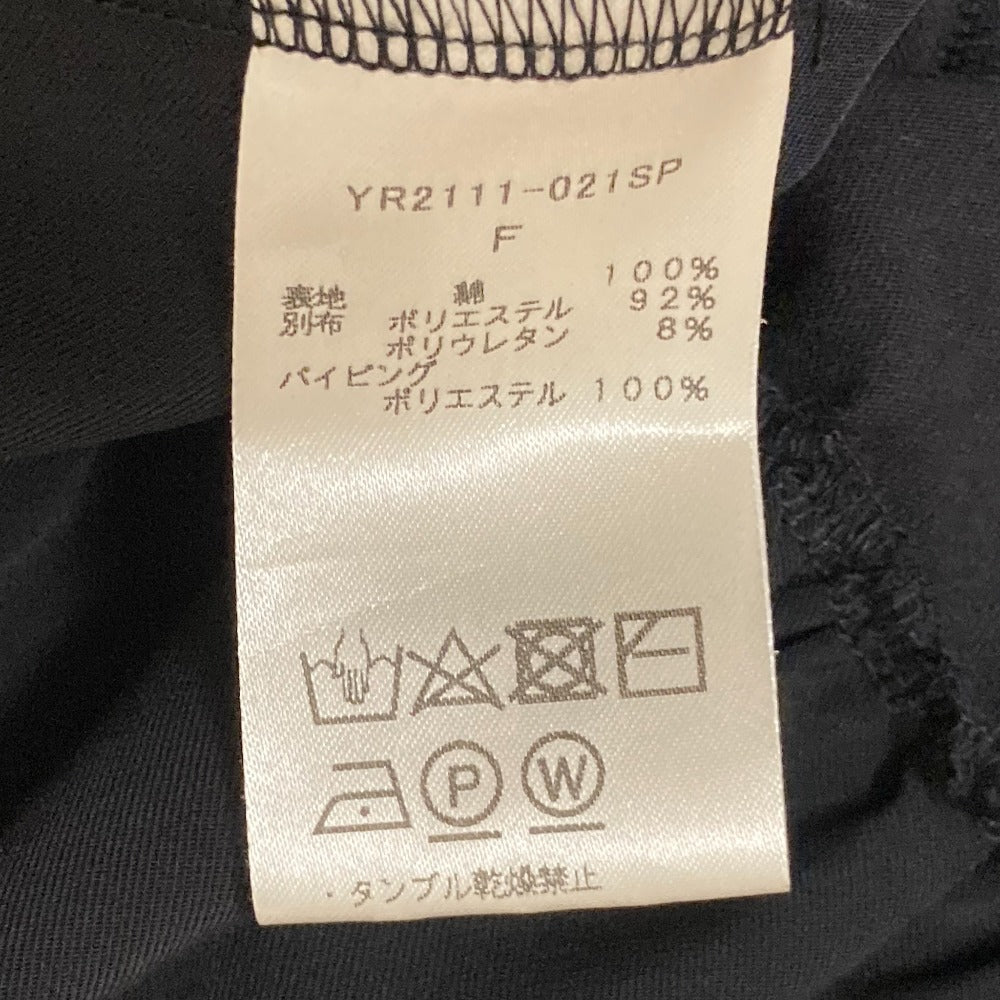 YR2111-021SP
F
裏地 綿 100%
別布 ポリエステル 92%
ポリウレタン 8%
パイピング
ポリエステル 100%
P W
・タンブル乾燥禁止